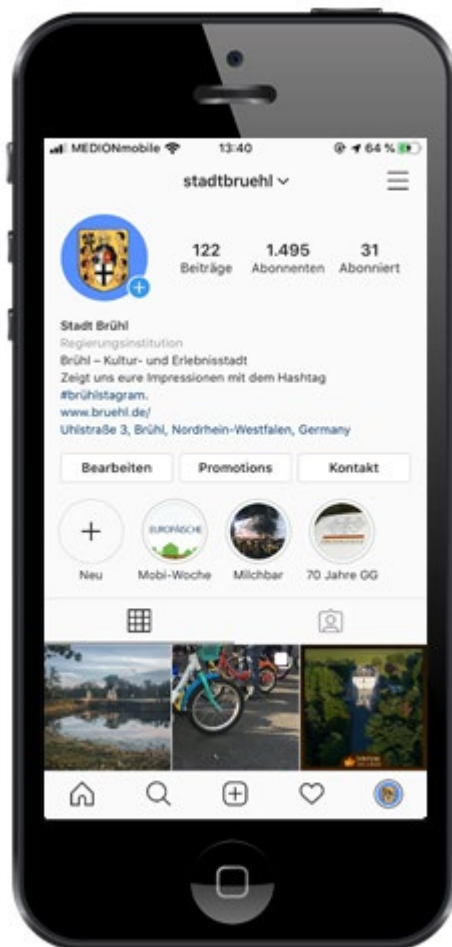 MEDIONmobile 13:40 64 %
stadtbruehl
122 1.495 31
Beiträge Abonnenten Abonniert
Stadt Brühl
Regierungsinstitution
Brühl – Kultur- und Erlebnisstadt
Zeigt uns eure Impressionen mit dem Hashtag
#brühlstagram.
www.bruehl.de/
Uhlstraße 3, Brühl, Nordrhein-Westfalen, Germany
Bearbeiten Promotions Kontakt
EUROPÄISCHE
Neu Mobi-Woche Milchbar 70 Jahre GG